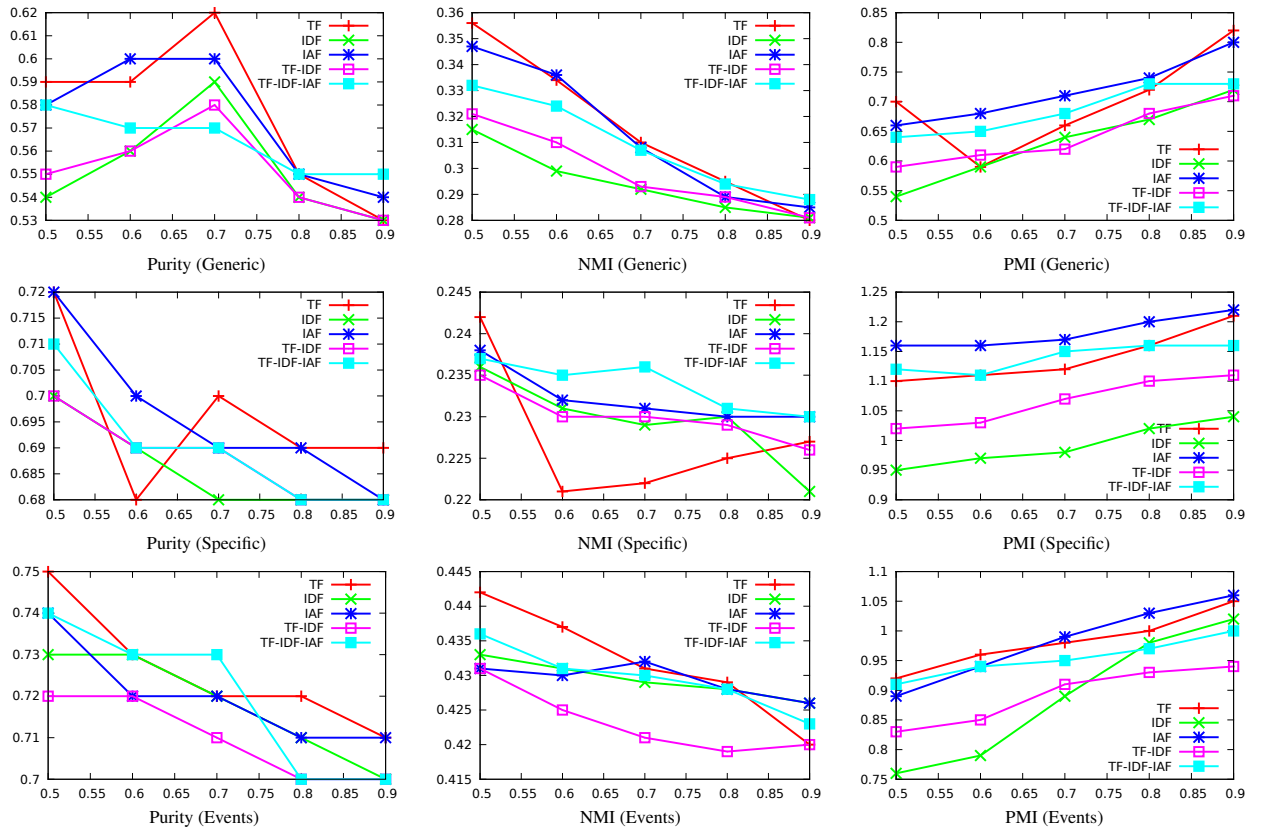 0.62
0.61
0.6
0.59
0.58
0.57
0.56
0.55
0.54
0.53
TF
IDF
IAF
TF-IDF
TF-IDF-IAF
0.5 0.55 0.6 0.65 0.7 0.75 0.8 0.85 0.9
Purity (Generic)
0.36
0.35
0.34
0.33
0.32
0.31
0.3
0.29
0.28
TF
IDF
IAF
TF-IDF
TF-IDF-IAF
0.5 0.55 0.6 0.65 0.7 0.75 0.8 0.85 0.9
NMI (Generic)
0.85
0.8
0.75
0.7
0.65
0.6
0.55
0.5
TF
IDF
IAF
TF-IDF
TF-IDF-IAF
0.5 0.55 0.6 0.65 0.7 0.75 0.8 0.85 0.9
PMI (Generic)
0.72
0.715
0.71
0.705
0.7
0.695
0.69
0.685
0.68
TF
IDF
IAF
TF-IDF
TF-IDF-IAF
0.5 0.55 0.6 0.65 0.7 0.75 0.8 0.85 0.9
Purity (Specific)
0.245
0.24
0.235
0.23
0.225
0.22
TF
IDF
IAF
TF-IDF
TF-IDF-IAF
0.5 0.55 0.6 0.65 0.7 0.75 0.8 0.85 0.9
NMI (Specific)
1.25
1.2
1.15
1.1
1.05
1
0.95
0.9
TF
IDF
IAF
TF-IDF
TF-IDF-IAF
0.5 0.55 0.6 0.65 0.7 0.75 0.8 0.85 0.9
PMI (Specific)
0.75
0.74
0.73
0.72
0.71
0.7
TF
IDF
IAF
TF-IDF
TF-IDF-IAF
0.5 0.55 0.6 0.65 0.7 0.75 0.8 0.85 0.9
Purity (Events)
0.445
0.44
0.435
0.43
0.425
0.42
0.415
TF
IDF
IAF
TF-IDF
TF-IDF-IAF
0.5 0.55 0.6 0.65 0.7 0.75 0.8 0.85 0.9
NMI (Events)
1.1
1.05
1
0.95
0.9
0.85
0.8
0.75
TF
IDF
IAF
TF-IDF
TF-IDF-IAF
0.5 0.55 0.6 0.65 0.7 0.75 0.8 0.85 0.9
PMI (Events)